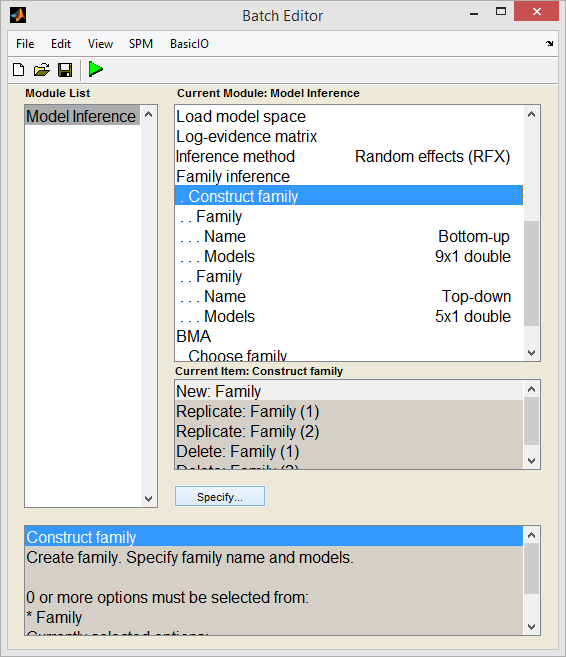 Batch Editor
File Edit View SPM BasicIO
Module List
Model Inference
Current Module: Model Inference
Load model space
Log-evidence matrix
Inference method Random effects (RFX)
Family inference
. Construct family
. . Family
. . . Name Bottom-up
. . . Models 9x1 double
. . Family
. . . Name Top-down
. . . Models 5x1 double
BMA
Choose family
Current Item: Construct family
New: Family
Replicate: Family (1)
Replicate: Family (2)
Delete: Family (1)
Delete: Family (2)
Specify...
Construct family
Create family. Specify family name and models.
0 or more options must be selected from:
* Family
Currently selected options: